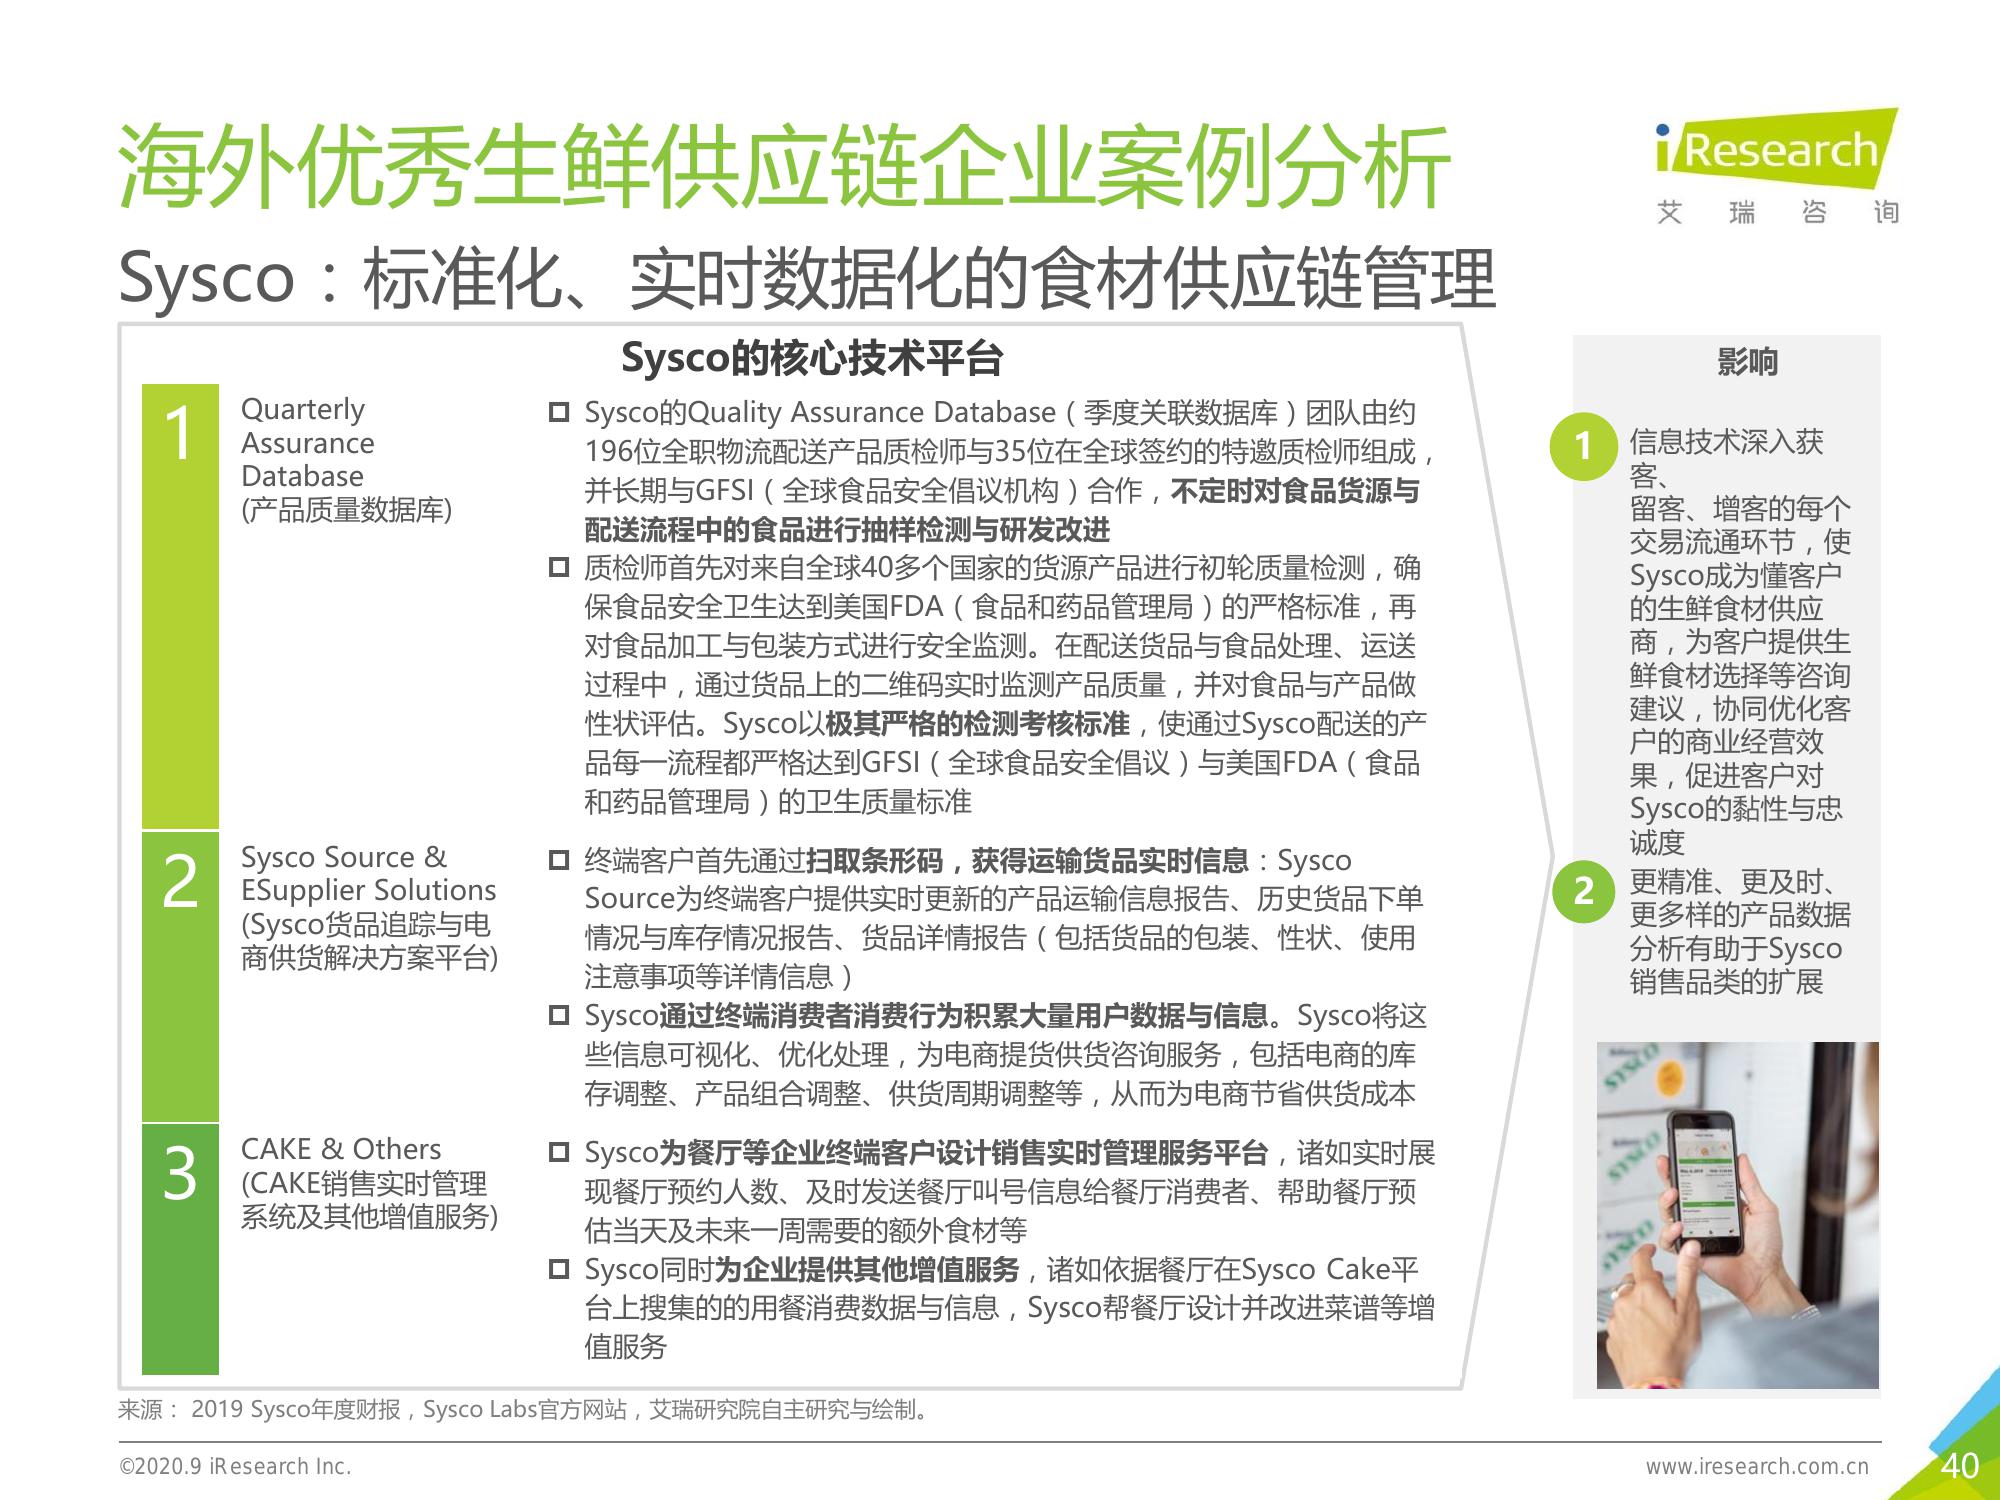 海外优秀生鲜供应链企业案例分析
iResearch
艾瑞咨询
Sysco：标准化、实时数据化的食材供应链管理
Sysco的核心技术平台
1
Quarterly
Assurance
Database
(产品质量数据库)
□ Sysco的Quality Assurance Database（季度关联数据库）团队由约
196位全职物流配送产品质检师与35位在全球签约的特邀质检师组成，
并长期与GFSI（全球食品安全倡议机构）合作，不定时对食品货源与
配送流程中的食品进行抽样检测与研发改进
□ 质检师首先对来自全球40多个国家的货源产品进行初轮质量检测，确
保食品安全卫生达到美国FDA（食品和药品管理局）的严格标准，再
对食品加工与包装方式进行安全监测。在配送货品与食品处理、运送
过程中，通过货品上的二维码实时监测产品质量，并对食品与产品做
性状评估。Sysco以极其严格的检测考核标准，使通过Sysco配送的产
品每一流程都严格达到GFSI（全球食品安全倡议）与美国FDA（食品
和药品管理局）的卫生质量标准
2
Sysco Source &
ESupplier Solutions
(Sysco货品追踪与电
商供货解决方案平台)
□ 终端客户首先通过扫取条形码，获得运输货品实时信息：Sysco
Source为终端客户提供实时更新的产品运输信息报告、历史货品下单
情况与库存情况报告、货品详情报告（包括货品的包装、性状、使用
注意事项等详情信息）
□ Sysco通过终端消费者消费行为积累大量用户数据与信息。Sysco将这
些信息可视化、优化处理，为电商提货供货咨询服务，包括电商的库
存调整、产品组合调整、供货周期调整等，从而为电商节省供货成本
3
CAKE & Others
(CAKE销售实时管理
系统及其他增值服务)
□ Sysco为餐厅等企业终端客户设计销售实时管理服务平台，诸如实时展
现餐厅预约人数、及时发送餐厅叫号信息给餐厅消费者、帮助餐厅预
估当天及未来一周需要的额外食材等
□ Sysco同时为企业提供其他增值服务，诸如依据餐厅在Sysco Cake平
台上搜集的的用餐消费数据与信息，Sysco帮餐厅设计并改进菜谱等增
值服务
影响
1
信息技术深入获
客、
留客、增客的每个
交易流通环节，使
Sysco成为懂客户
的生鲜食材供应
商，为客户提供生
鲜食材选择等咨询
建议，协同优化客
户的商业经营效
果，促进客户对
Sysco的黏性与忠
诚度
2
更精准、更及时、
更多样的产品数据
分析有助于Sysco
销售品类的扩展
SYSCO
SYSCO
SYSCO
来源： 2019 Sysco年度财报，Sysco Labs官方网站，艾瑞研究院自主研究与绘制。
©2020.9 iResearch Inc.
www.iresearch.com.cn
40